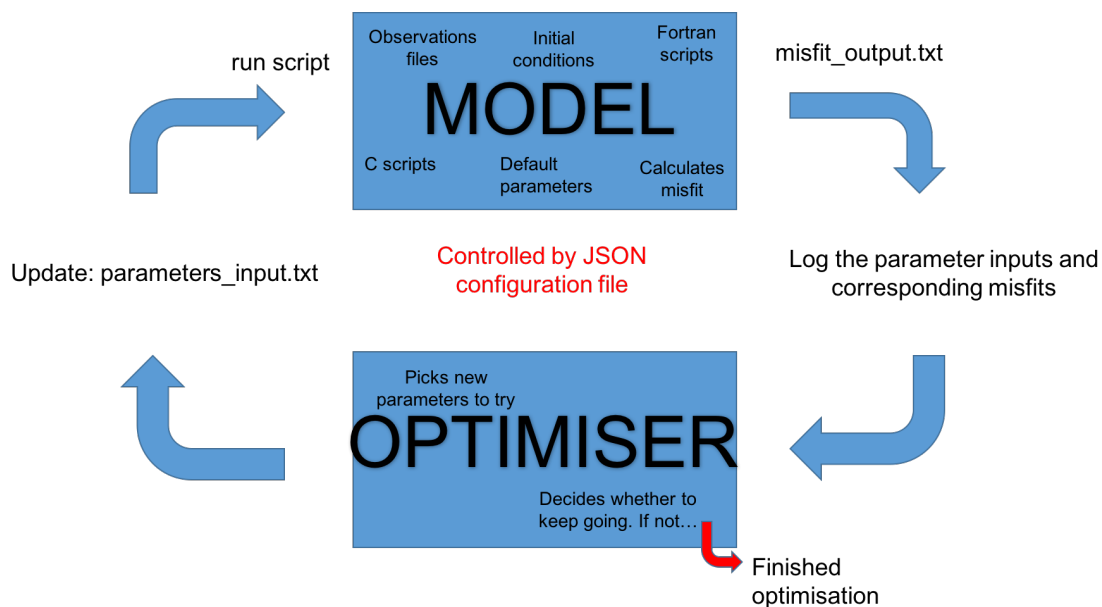 run script
Observations
files
Initial
conditions
Fortran
scripts
MODEL
C scripts
Default
parameters
Calculates
misfit
misfit_output.txt
Update: parameters_input.txt
Controlled by JSON
configuration file
Log the parameter inputs and
corresponding misfits
Picks new
parameters to try
OPTIMISER
Decides whether to
keep going. If not…
Finished
optimisation